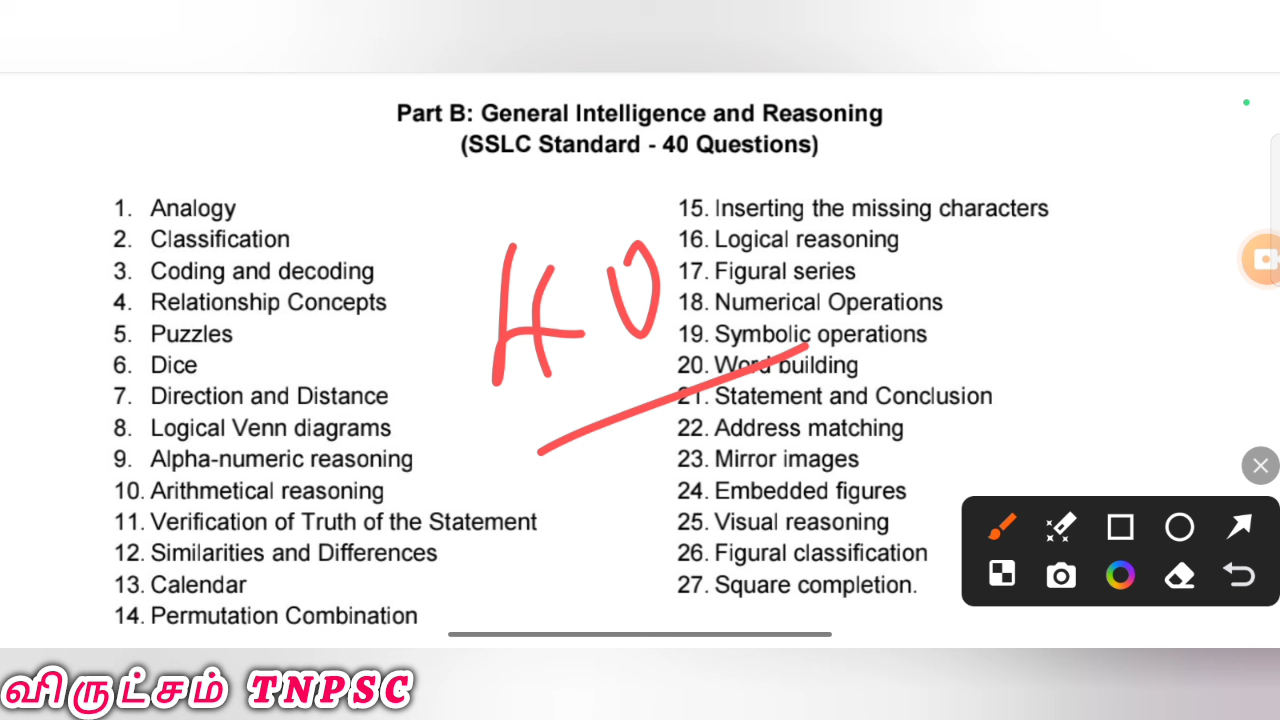 Part B: General Intelligence and Reasoning
(SSLC Standard - 40 Questions)
1. Analogy
2. Classification
3. Coding and decoding
4. Relationship Concepts
5. Puzzles
6. Dice
7. Direction and Distance
8. Logical Venn diagrams
9. Alpha-numeric reasoning
10. Arithmetical reasoning
11. Verification of Truth of the Statement
12. Similarities and Differences
13. Calendar
14. Permutation Combination
40
15. Inserting the missing characters
16. Logical reasoning
17. Figural series
18. Numerical Operations
19. Symbolic operations
20. Word building
21. Statement and Conclusion
22. Address matching
23. Mirror images
24. Embedded figures
25. Visual reasoning
26. Figural classification
27. Square completion.
விருட்சம் TNPSC